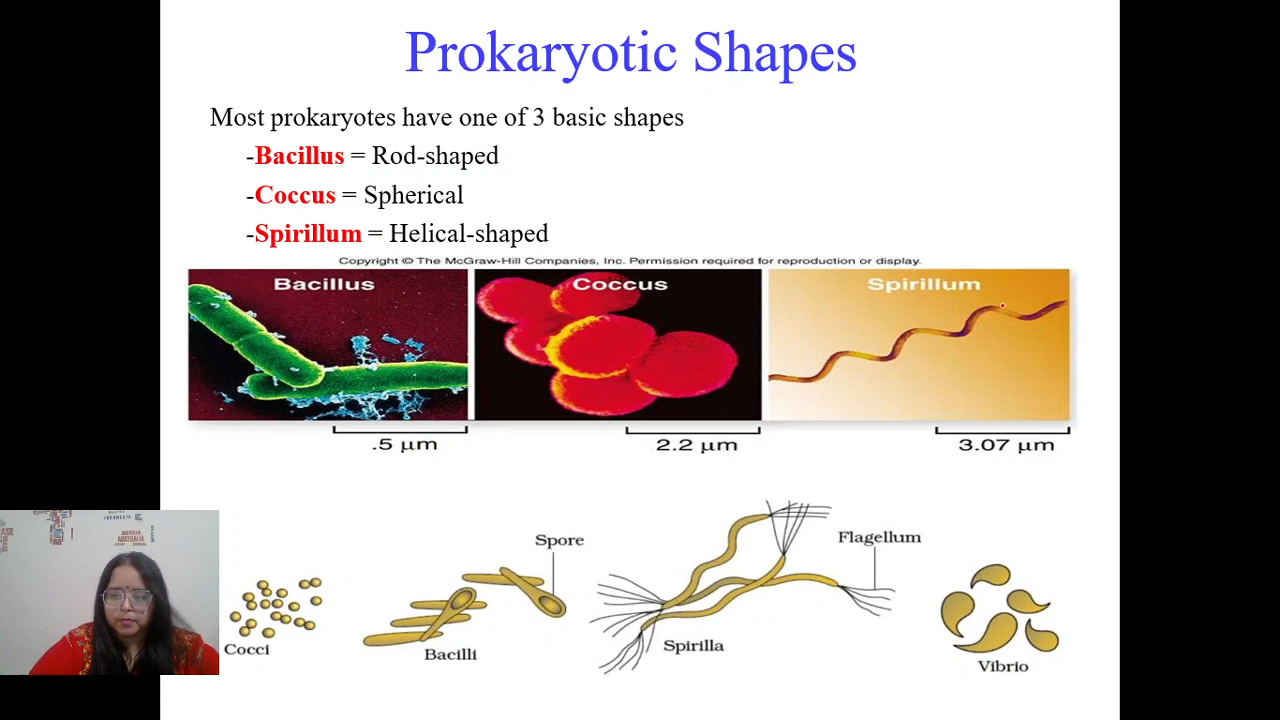 Prokaryotic Shapes
Most prokaryotes have one of 3 basic shapes
-Bacillus = Rod-shaped
-Coccus = Spherical
-Spirillum = Helical-shaped
Copyright © The McGraw-Hill Companies, Inc. Permission required for reproduction or display.
Bacillus
Coccus
Spirillum
.5 µm
2.2 µm
3.07 µm
Spore
Flagellum
Cocci
Bacilli
Spirilla
Vibrio
INDONESIA
AUSTRALIA